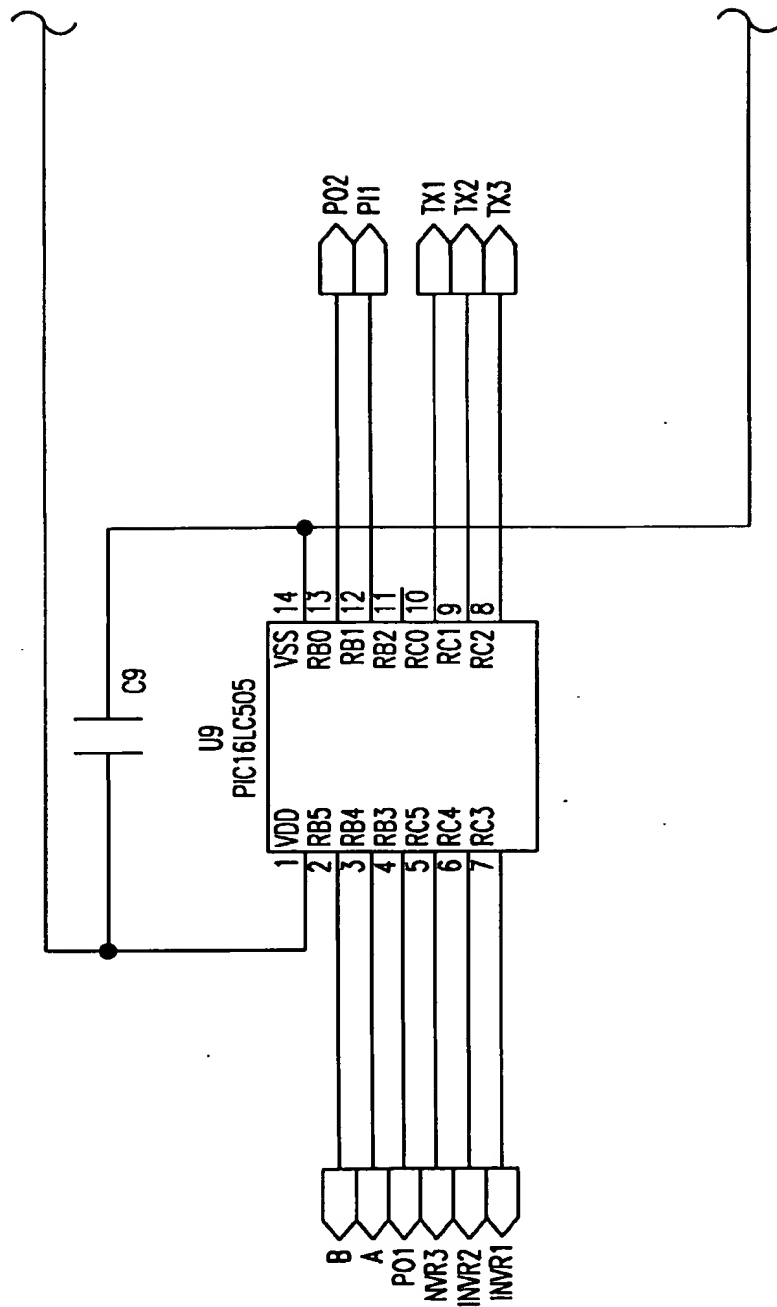 C9
U9
PIC16LC505
1 VDD VSS 14
B 2 RB5 RB0 13 PO2
A 3 RB4 RB1 12 PI1
PO1 4 RB3 RB2 11
NVR3 5 RC5 RC0 10 TX1
INVR2 6 RC4 RC1 9 TX2
INVR1 7 RC3 RC2 8 TX3